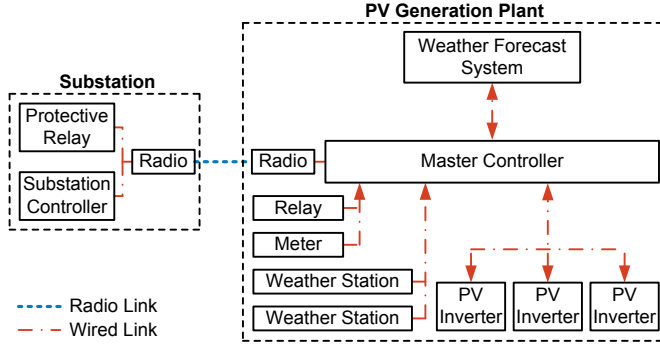 PV Generation Plant
Weather Forecast
System
Substation
Protective
Relay
Radio
Substation
Controller
Radio
Master Controller
Relay
Meter
Weather Station
Weather Station
PV
Inverter
PV
Inverter
PV
Inverter
Radio Link
Wired Link